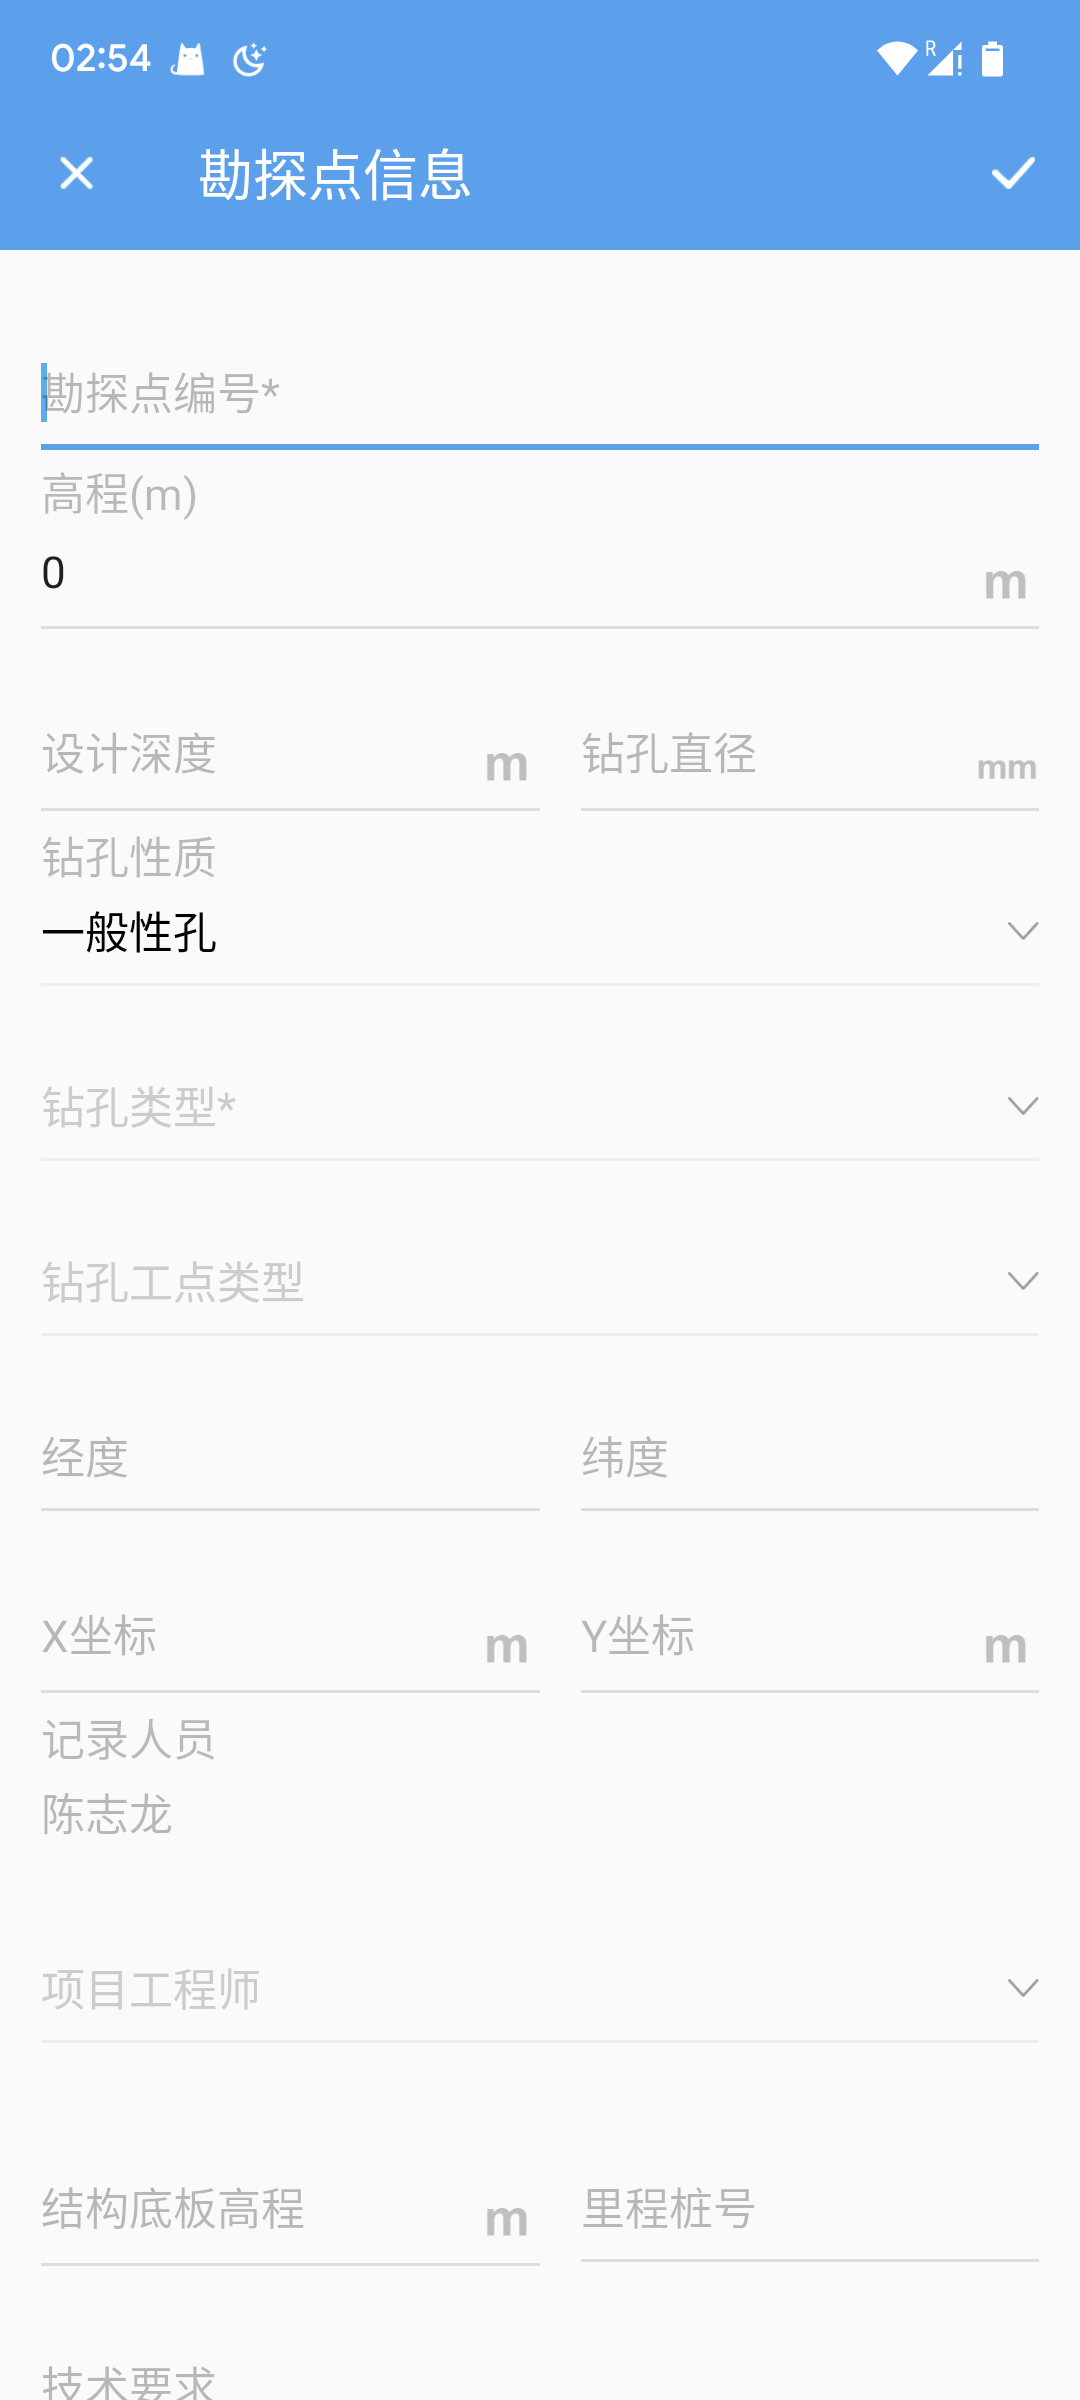 02:54
R
勘探点信息
勘探点编号*
高程(m)
0 m
设计深度 m 钻孔直径 mm
钻孔性质
一般性孔
钻孔类型*
钻孔工点类型
经度 纬度
X坐标 m Y坐标 m
记录人员
陈志龙
项目工程师
结构底板高程 m 里程桩号
技术要求